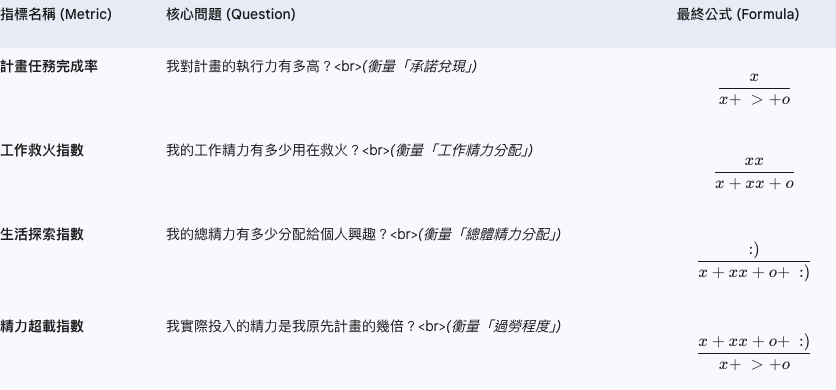 指標名稱 (Metric) 核心問題 (Question) 最終公式 (Formula)
計畫任務完成率 我對計畫的執行力有多高？<br>(衡量「承諾兌現」)
x
x+ > +o
工作救火指數 我的工作精力有多少用在救火？<br>(衡量「工作精力分配」)
xx
x + xx + o
生活探索指數 我的總精力有多少分配給個人興趣？<br>(衡量「總體精力分配」)
:)
x + xx + o+ :)
精力超載指數 我實際投入的精力是我原先計畫的幾倍？<br>(衡量「過勞程度」)
x + xx + o+ :)
x+ > +o